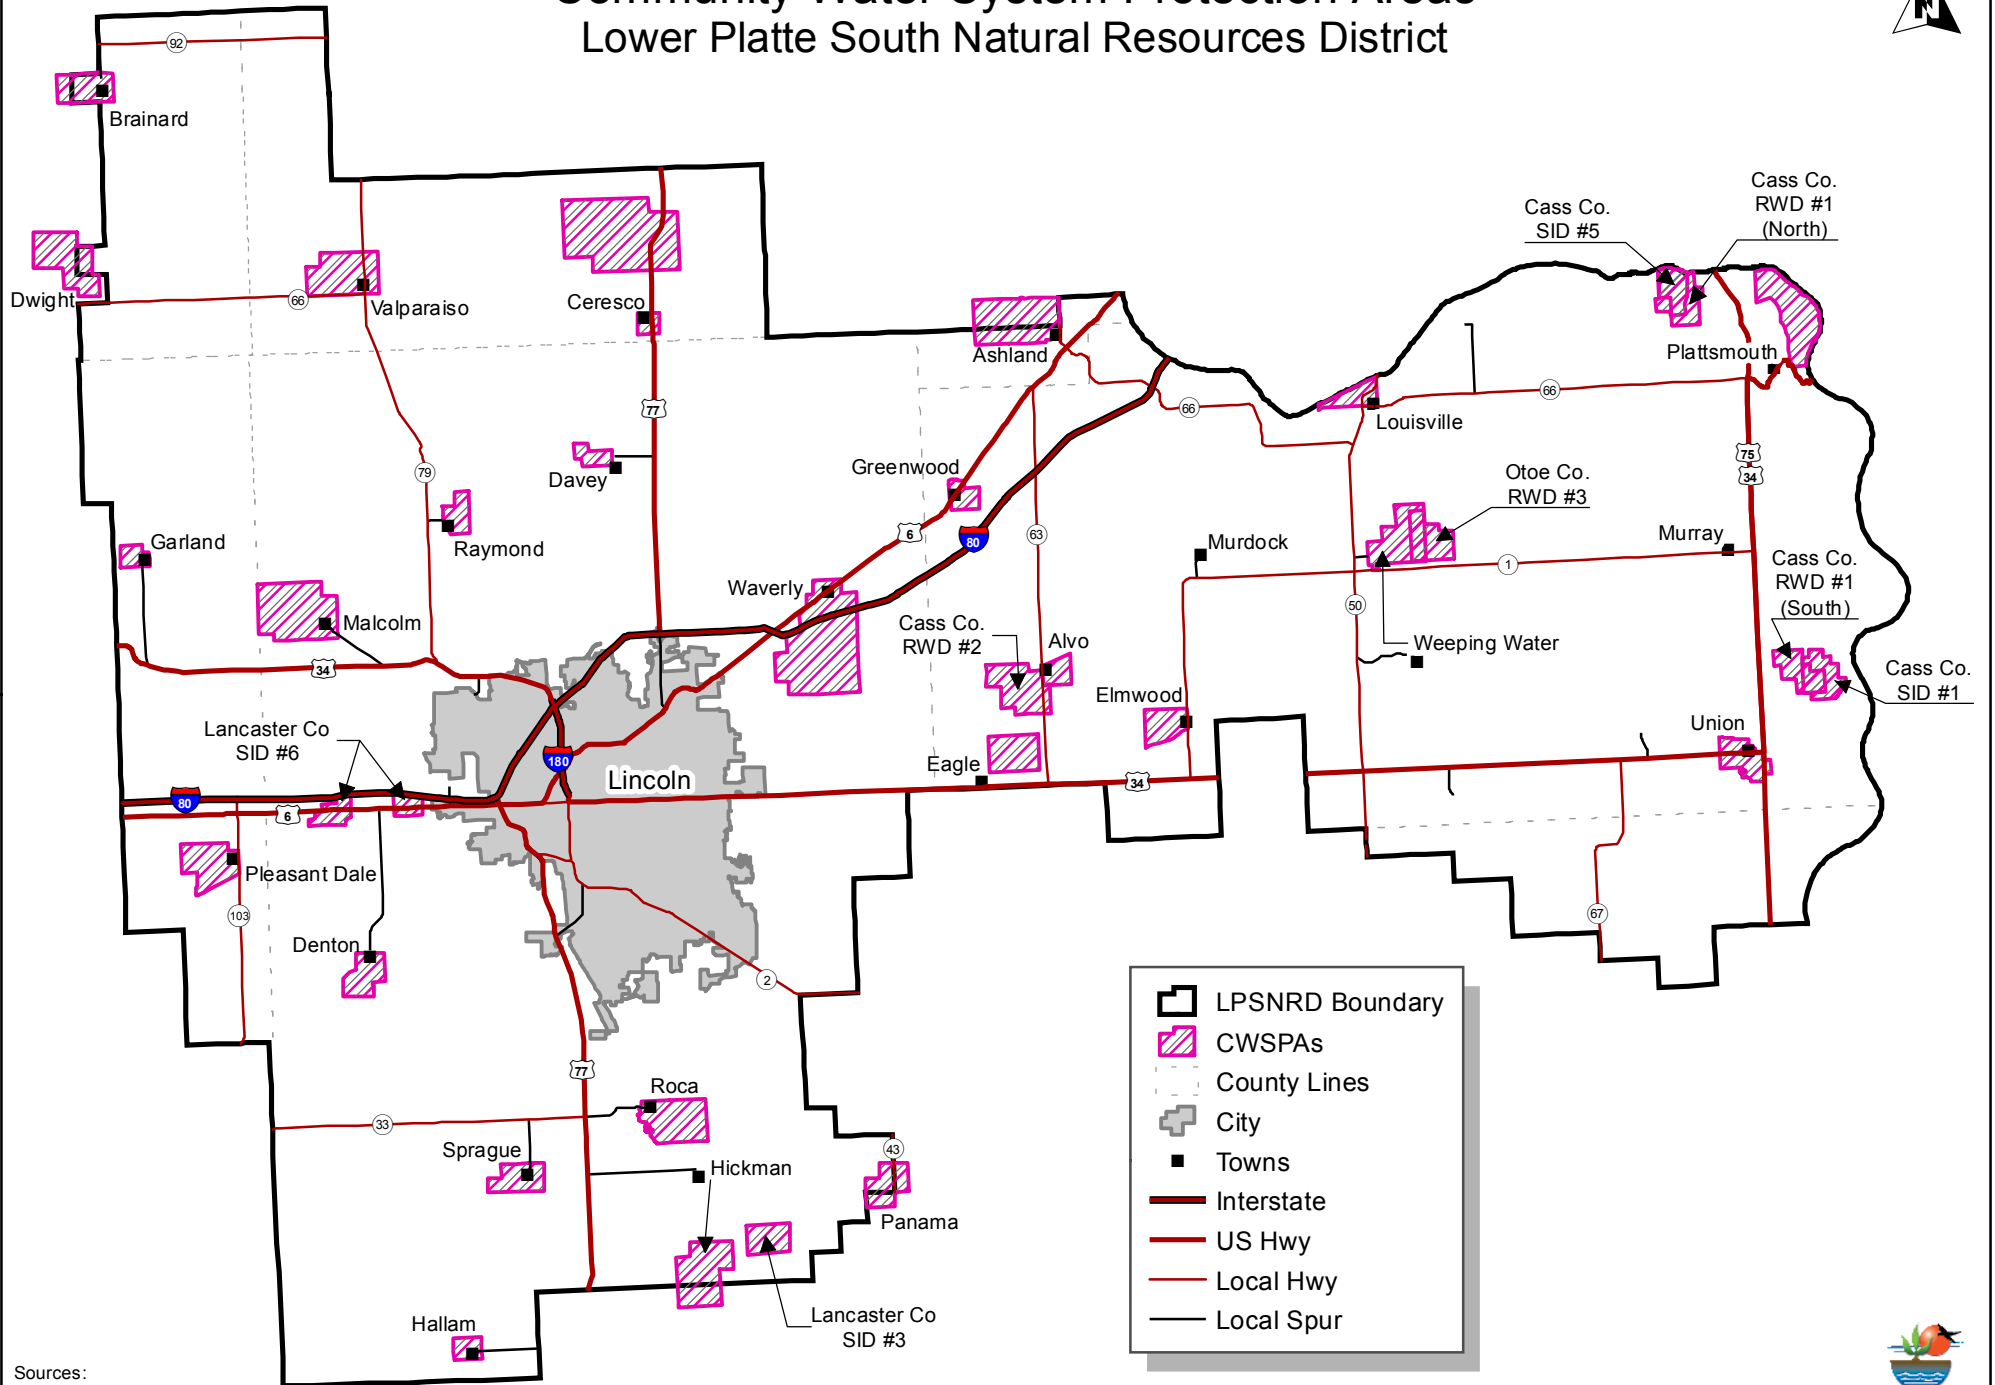 Community Water System Protection Areas
Lower Platte South Natural Resources District
N
92
Brainard
Dwight
66
Valparaiso
Ceresco
77
Ashland
Cass Co.
SID #5
Cass Co.
RWD #1
(North)
Plattsmouth
66
66
Louisville
75
34
79
Davey
Greenwood
6
80
63
Otoe Co.
RWD #3
Murray
Murdock
1
Raymond
Garland
Malcolm
Waverly
Cass Co.
RWD #2
Alvo
50
Weeping Water
Cass Co.
RWD #1
(South)
Cass Co.
SID #1
34
Elmwood
Union
Lancaster Co
SID #6
180
Lincoln
Eagle
34
80
6
Pleasant Dale
103
Denton
2
67
77
Roca
33
Sprague
Hickman
43
Panama
Lancaster Co
SID #3
Hallam
LPSNRD Boundary
CWSPAs
County Lines
City
Towns
Interstate
US Hwy
Local Hwy
Local Spur
Sources: